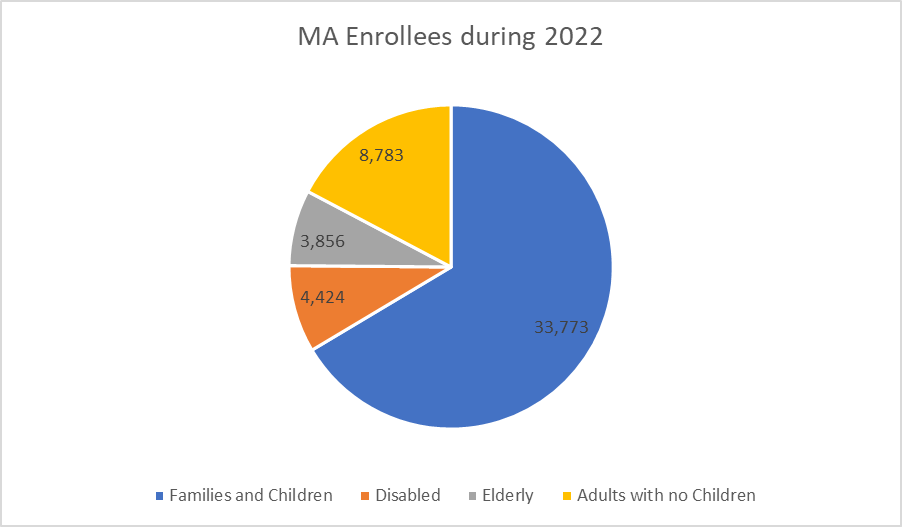 MA Enrollees during 2022
8,783
3,856
4,424
33,773
Families and Children Disabled Elderly Adults with no Children